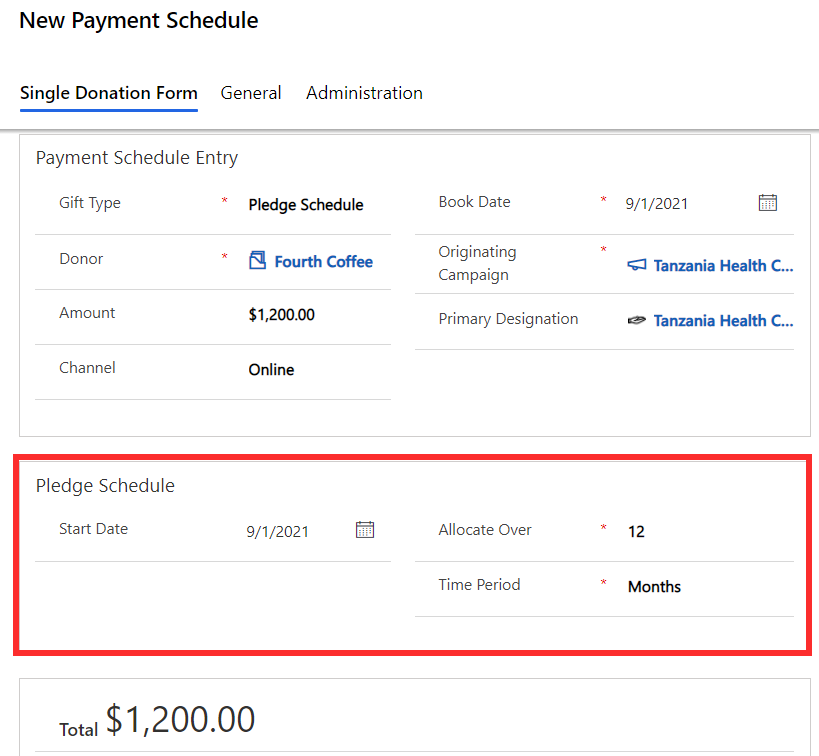 New Payment Schedule
Single Donation Form General Administration
Payment Schedule Entry
Gift Type * Pledge Schedule
Donor * Fourth Coffee
Amount $1,200.00
Channel Online
Book Date * 9/1/2021
Originating
Campaign * Tanzania Health C...
Primary Designation Tanzania Health C...
Pledge Schedule
Start Date 9/1/2021
Allocate Over * 12
Time Period * Months
Total $1,200.00